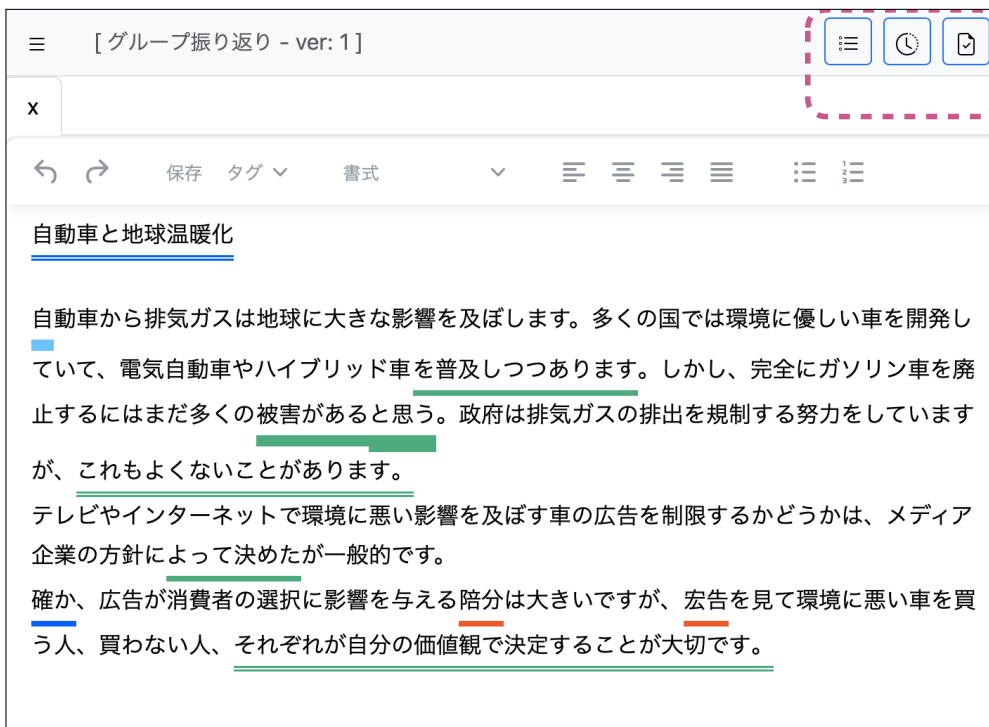 [ グループ振り返り - ver: 1 ]
x
保存 タグ 書式
自動車と地球温暖化
自動車から排気ガスは地球に大きな影響を及ぼします。多くの国では環境に優しい車を開発し
ていて、電気自動車やハイブリッド車を普及しつつあります。しかし、完全にガソリン車を廃
止するにはまだ多くの被害があると思う。政府は排気ガスの排出を規制する努力をしています
が、これもよくないことがあります。
テレビやインターネットで環境に悪い影響を及ぼす車の広告を制限するかどうかは、メディア
企業の方針によって決めたが一般的です。
確か、広告が消費者の選択に影響を与える陪分は大きいですが、宏告を見て環境に悪い車を買
う人、買わない人、それぞれが自分の価値観で決定することが大切です。